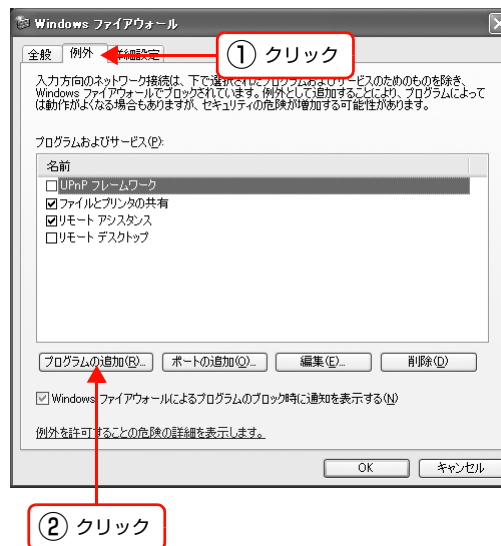 Windows ファイアウォール
全般 例外 詳細設定
① クリック
入力方向のネットワーク接続は、下で選択されたプログラムおよびサービスのためのものを除き、
Windows ファイアウォールでブロックされています。例外として追加することにより、プログラムによって
は動作がよくなる場合もありますが、セキュリティの危険が増加する可能性があります。
プログラムおよびサービス(P):
名前
UPnP フレームワーク
ファイルとプリンタの共有
リモート アシスタンス
リモート デスクトップ
プログラムの追加(R)... ポートの追加(O)... 編集(E)... 削除(D)
Windows ファイアウォールによるプログラムのブロック時に通知を表示する(N)
例外を許可することの危険の詳細を表示します。
OK キャンセル
② クリック